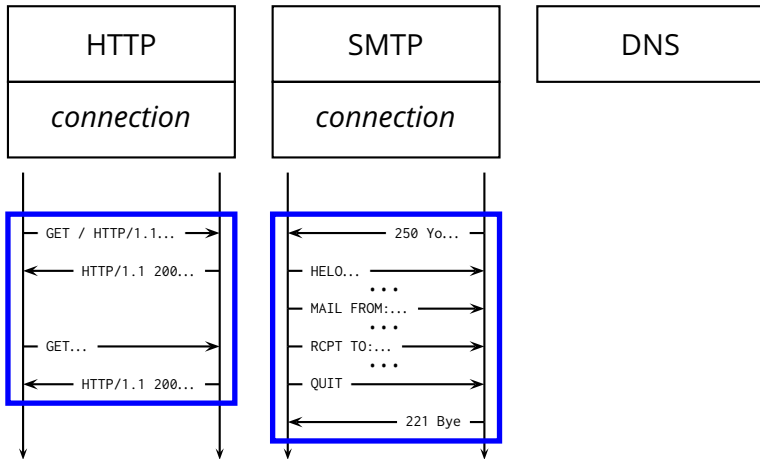 HTTP
connection
GET / HTTP/1.1...
HTTP/1.1 200...
GET...
HTTP/1.1 200...
SMTP
connection
250 Yo...
HELO...
...
MAIL FROM:...
...
RCPT TO:...
...
QUIT
221 Bye
DNS